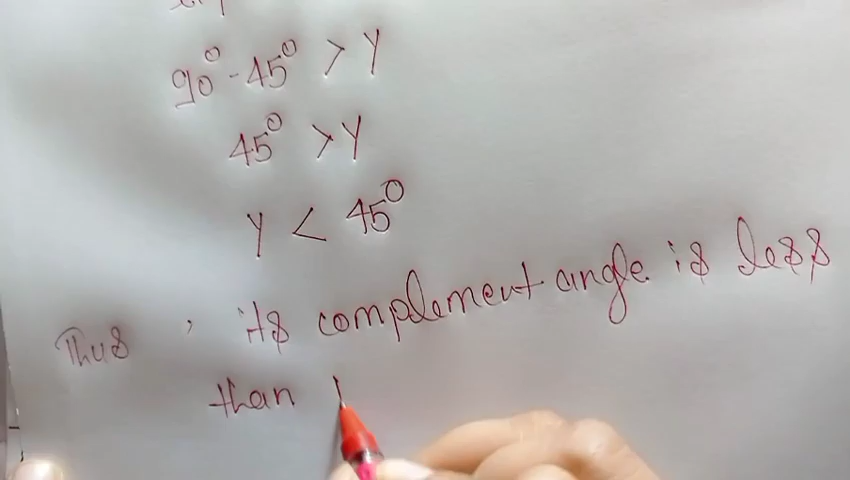 90° - 45° > Y
45° > Y
Y < 45°
Thus , its complement angle is less
than